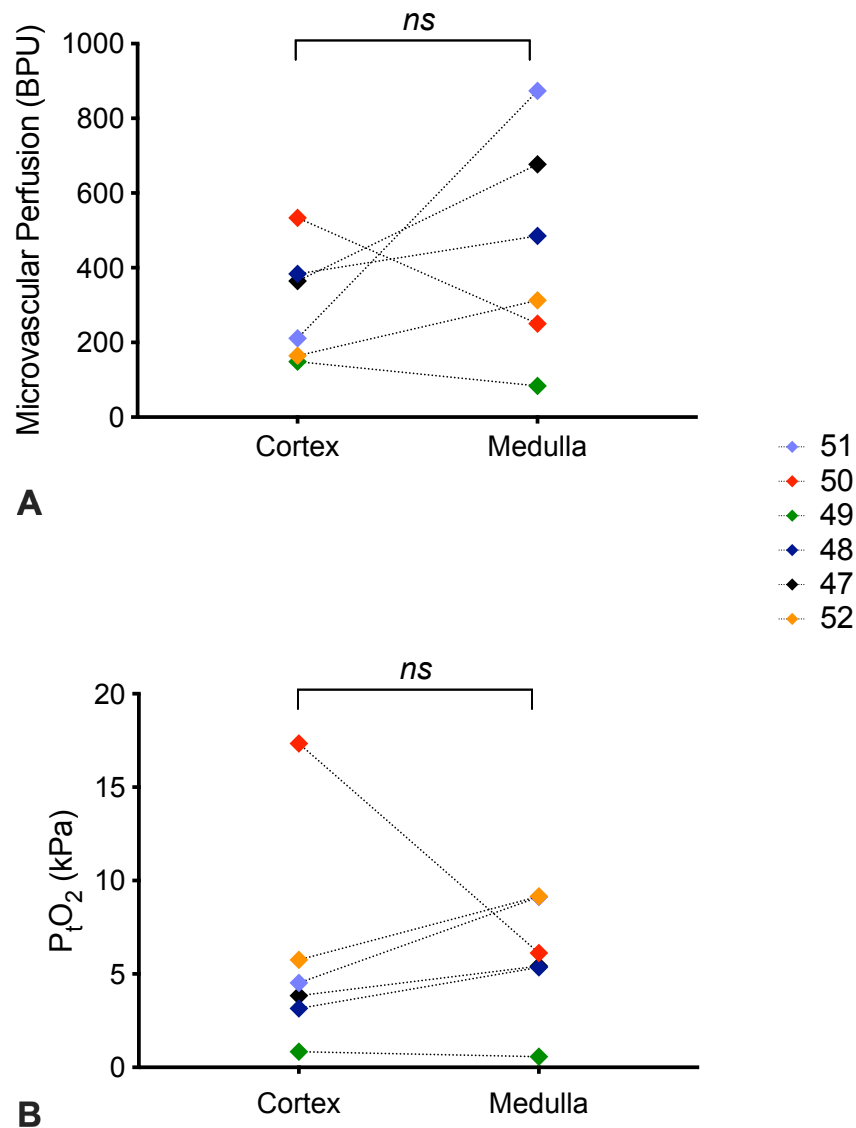 ns
1000
800
600
400
200
0
Microvascular Perfusion (BPU)
Cortex Medulla
A
51
50
49
48
47
52
ns
20
15
10
5
0
PtO2 (kPa)
Cortex Medulla
B